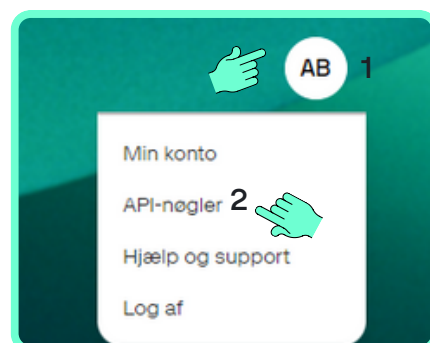 AB 1
Min konto
API-nøgler 2
Hjælp og support
Log af